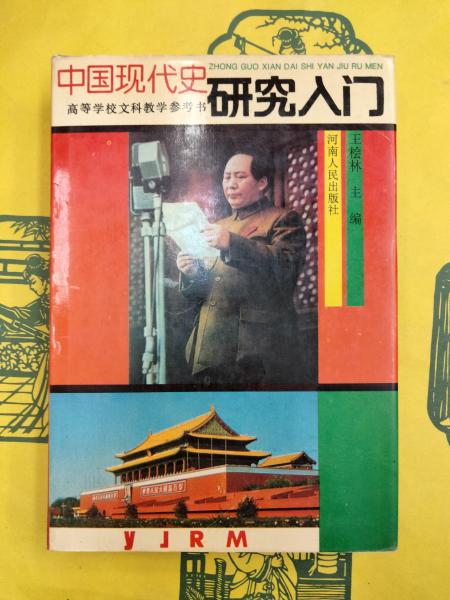 ZHONG GUO XIAN DAI SHI YAN JIU RU MEN
中国现代史
研究入门
高等学校文科教学参考书
王桧林 主编
河南人民出版社
YJRM